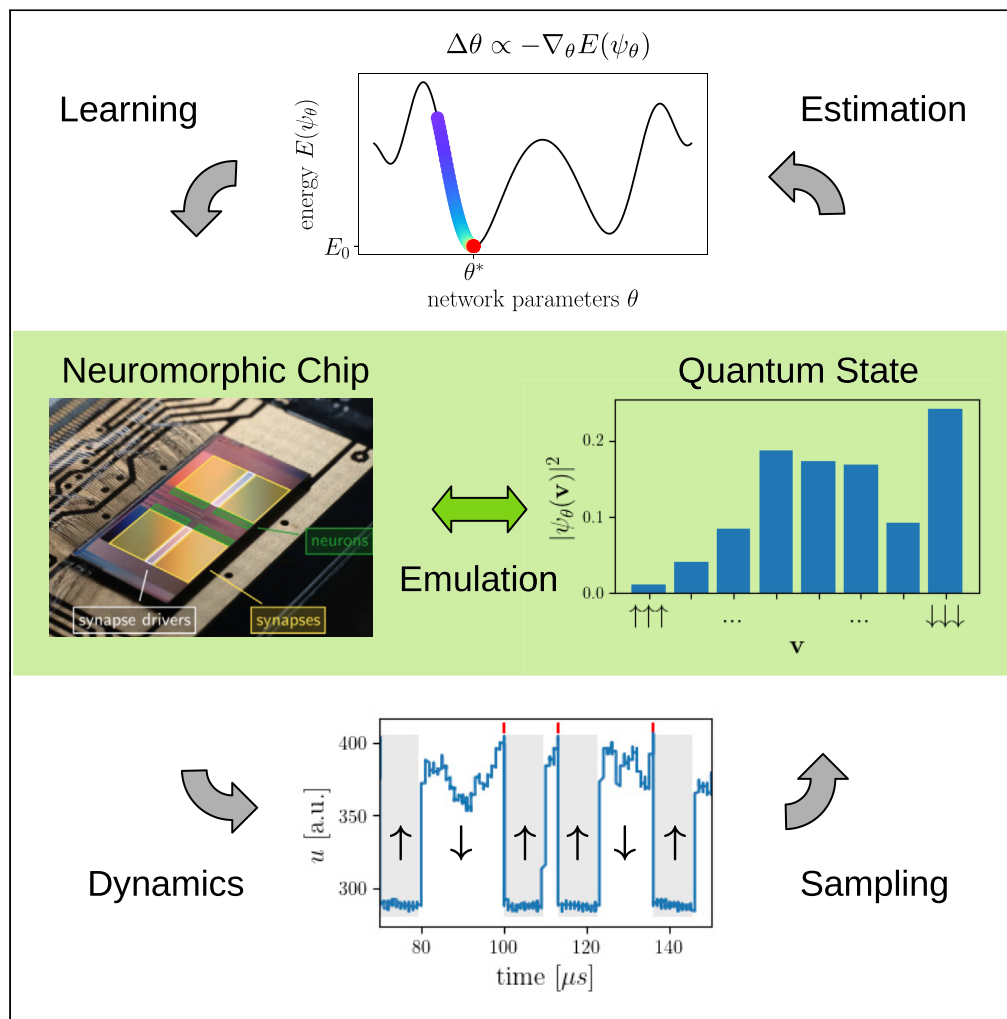 Δθ ∝ −∇θE(ψθ)
Learning
Estimation
energy E(ψθ)
E0
θ*
network parameters θ
Neuromorphic Chip
Quantum State
neurons
synapse drivers
synapses
Emulation
|ψθ(v)|²
0.2
0.1
0.0
↑↑↑ ... ... ↓↓↓
v
u [a.u.]
400
350
300
↑ ↓ ↑ ↑ ↓ ↑
80 100 120 140
time [μs]
Dynamics
Sampling